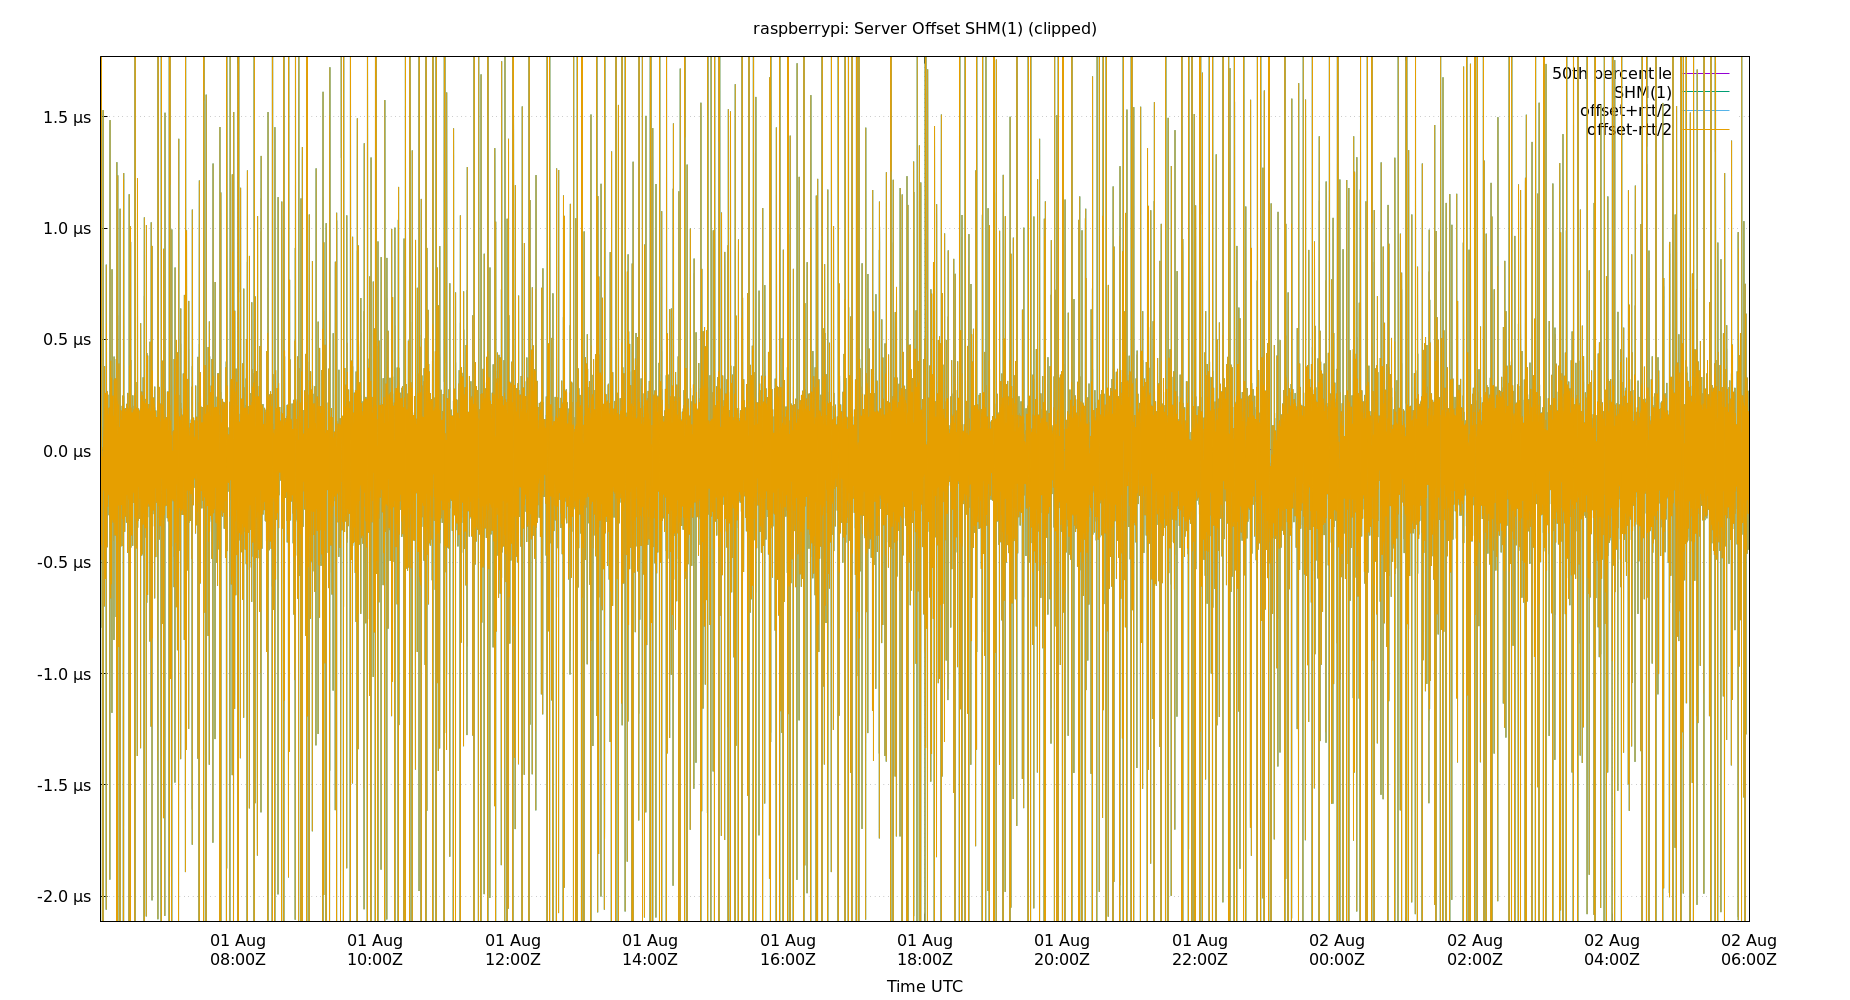 raspberrypi: Server Offset SHM(1) (clipped)
50th percentile
SHM(1)
offset+rtt/2
offset-rtt/2
1.5 µs
1.0 µs
0.5 µs
0.0 µs
-0.5 µs
-1.0 µs
-1.5 µs
-2.0 µs
01 Aug 01 Aug 01 Aug 01 Aug 01 Aug 01 Aug 01 Aug 01 Aug 02 Aug 02 Aug 02 Aug 02 Aug
08:00Z 10:00Z 12:00Z 14:00Z 16:00Z 18:00Z 20:00Z 22:00Z 00:00Z 02:00Z 04:00Z 06:00Z
Time UTC